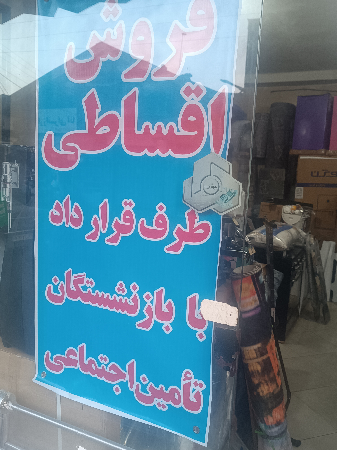 فروش
اقساطی
طرف قرار داد
با بازنشستگان
تأمین اجتماعی